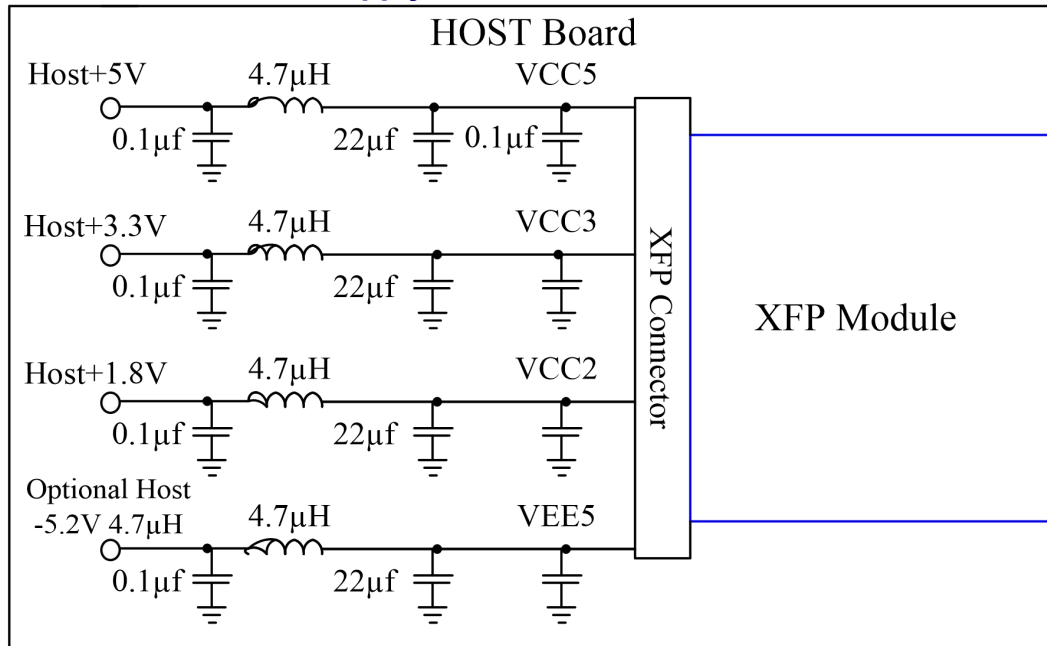 HOST Board
Host+5V 4.7µH VCC5
0.1µf 22µf 0.1µf
Host+3.3V 4.7µH VCC3
0.1µf 22µf
XFP Connector
XFP Module
Host+1.8V 4.7µH VCC2
0.1µf 22µf
Optional Host
-5.2V 4.7µH 4.7µH VEE5
0.1µf 22µf